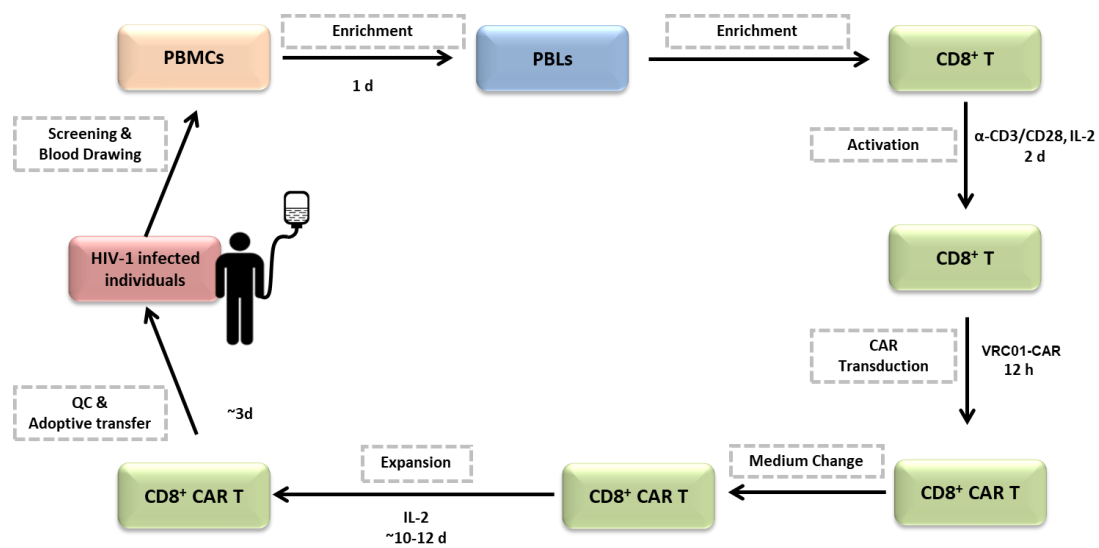 PBMCs
Enrichment
1 d
PBLs
Enrichment
CD8⁺ T
Activation
α-CD3/CD28, IL-2
2 d
CD8⁺ T
CAR
Transduction
VRC01-CAR
12 h
CD8⁺ CAR T
Medium Change
CD8⁺ CAR T
Expansion
IL-2
~10-12 d
CD8⁺ CAR T
QC &
Adoptive transfer
~3d
HIV-1 infected
individuals
Screening &
Blood Drawing